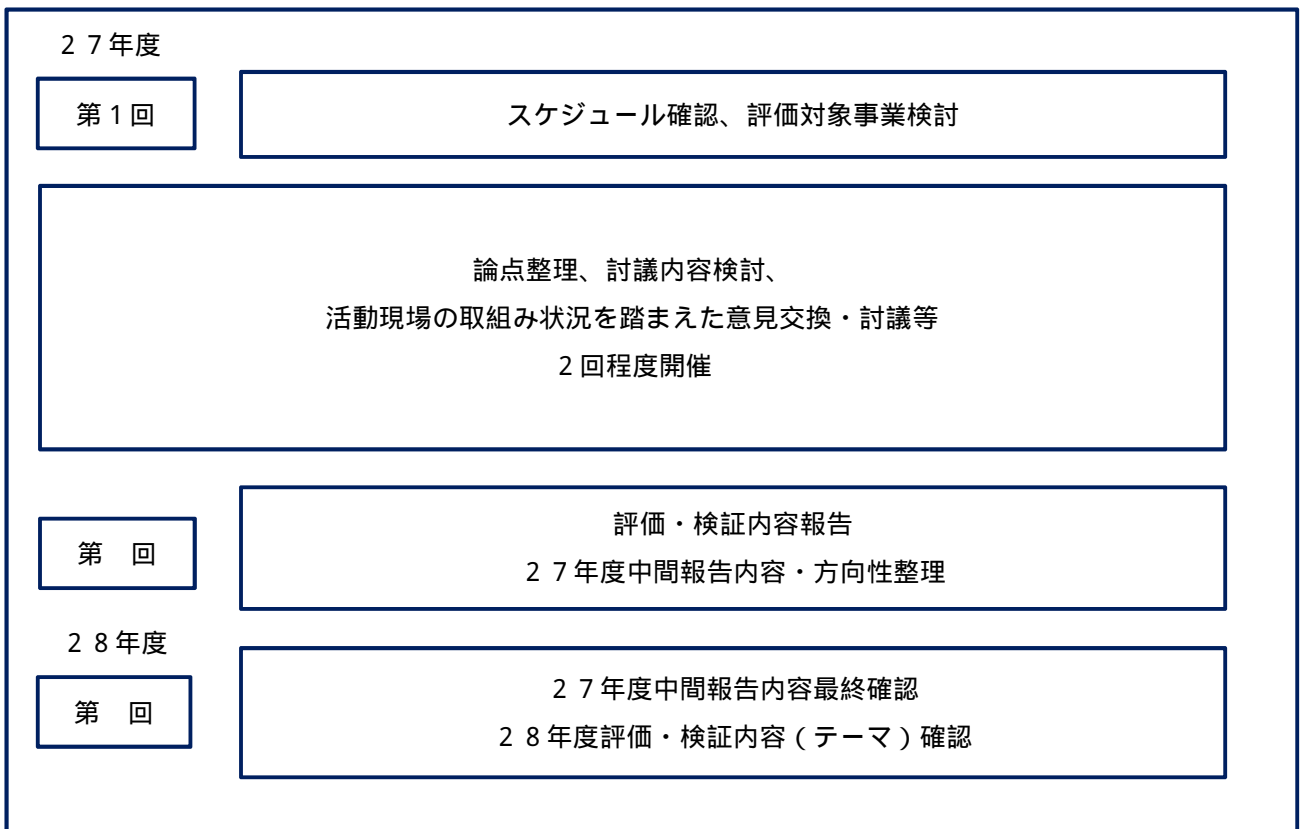 ２７年度
第１回
スケジュール確認、評価対象事業検討
論点整理、討議内容検討、
活動現場の取組み状況を踏まえた意見交換・討議等
２回程度開催
第　回
評価・検証内容報告
２７年度中間報告内容・方向性整理
２８年度
第　回
２７年度中間報告内容最終確認
２８年度評価・検証内容（テーマ）確認